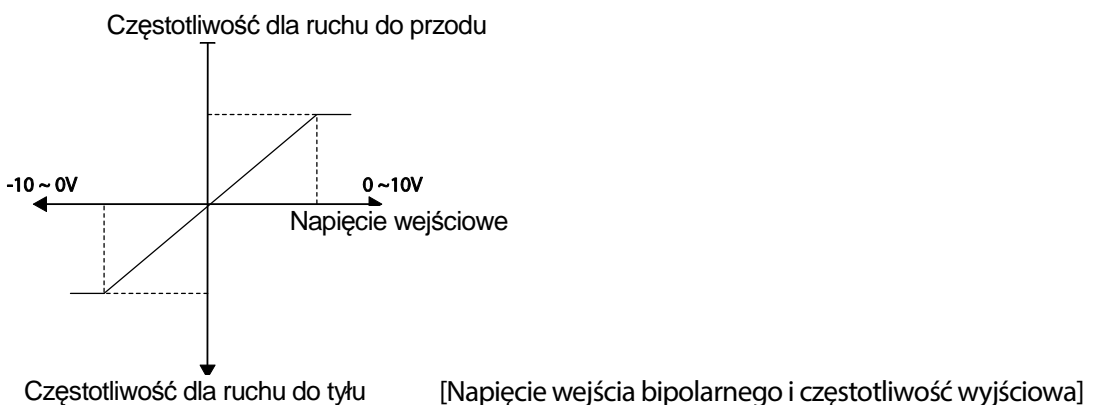 Częstotliwość dla ruchu do przodu
-10 ~ 0V
0 ~10V
Napięcie wejściowe
Częstotliwość dla ruchu do tyłu
[Napięcie wejścia bipolarnego i częstotliwość wyjściowa]